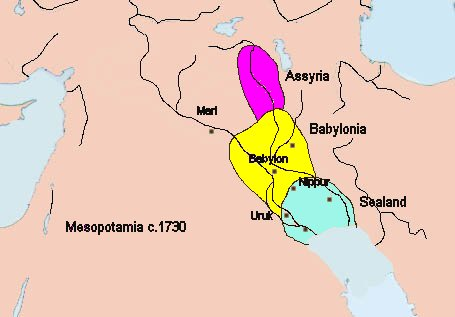 Assyria
Mari
Babylonia
Babylon
Nippur
Sealand
Uruk
Mesopotamia c.1730